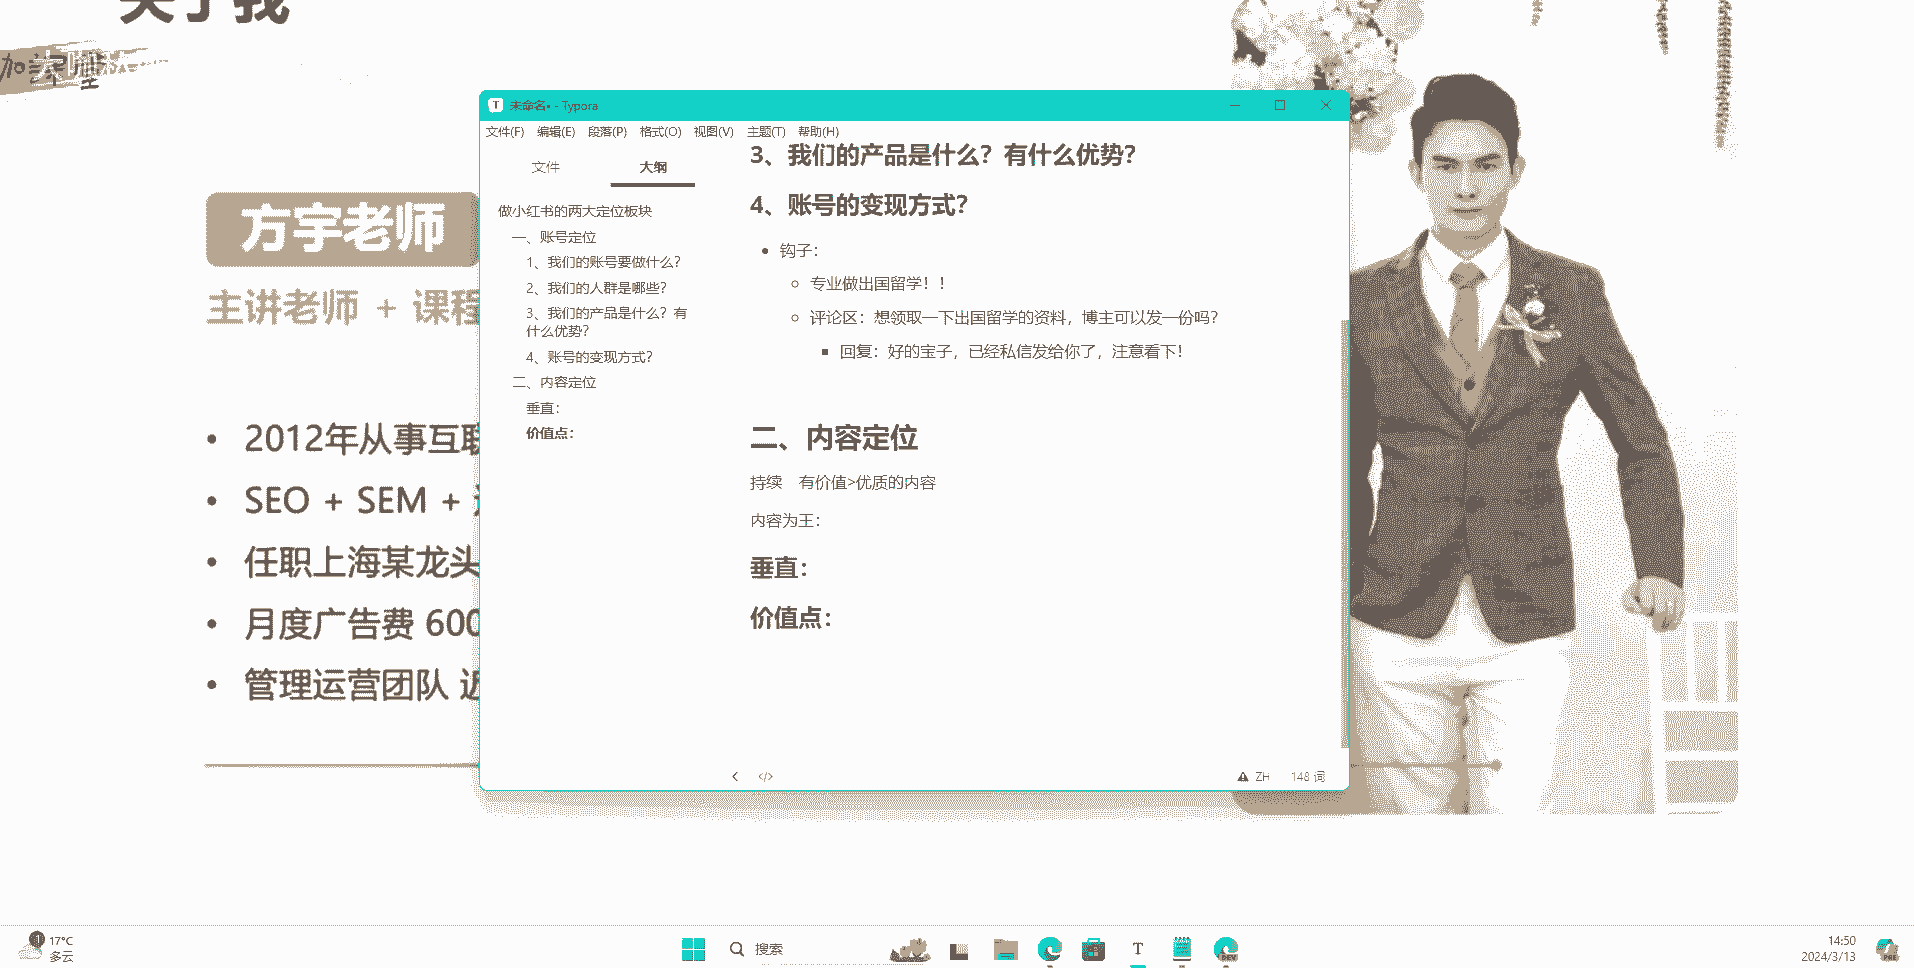 关于我
方宇老师
主讲老师 + 课程
• 2012年从事互联
• SEO + SEM +
• 任职上海某龙头
• 月度广告费 600
• 管理运营团队 近
未命名• - Typora
文件(F) 编辑(E) 段落(P) 格式(O) 视图(V) 主题(T) 帮助(H)
文件 大纲
做小红书的两大定位板块
一、账号定位
1、我们的账号要做什么？
2、我们的人群是哪些？
3、我们的产品是什么？有
什么优势？
4、账号的变现方式？
二、内容定位
垂直：
价值点：
3、我们的产品是什么？有什么优势？
4、账号的变现方式？
• 钩子：
○ 专业做出国留学！！
○ 评论区：想领取一下出国留学的资料，博主可以发一份吗？
■ 回复：好的宝子，已经私信发给你了，注意看下！
二、内容定位
持续 有价值>优质的内容
内容为王：
垂直：
价值点：
ZH 148 词
1
17°C
多云
搜索
T
DEV
14:50
2024/3/13
PRE